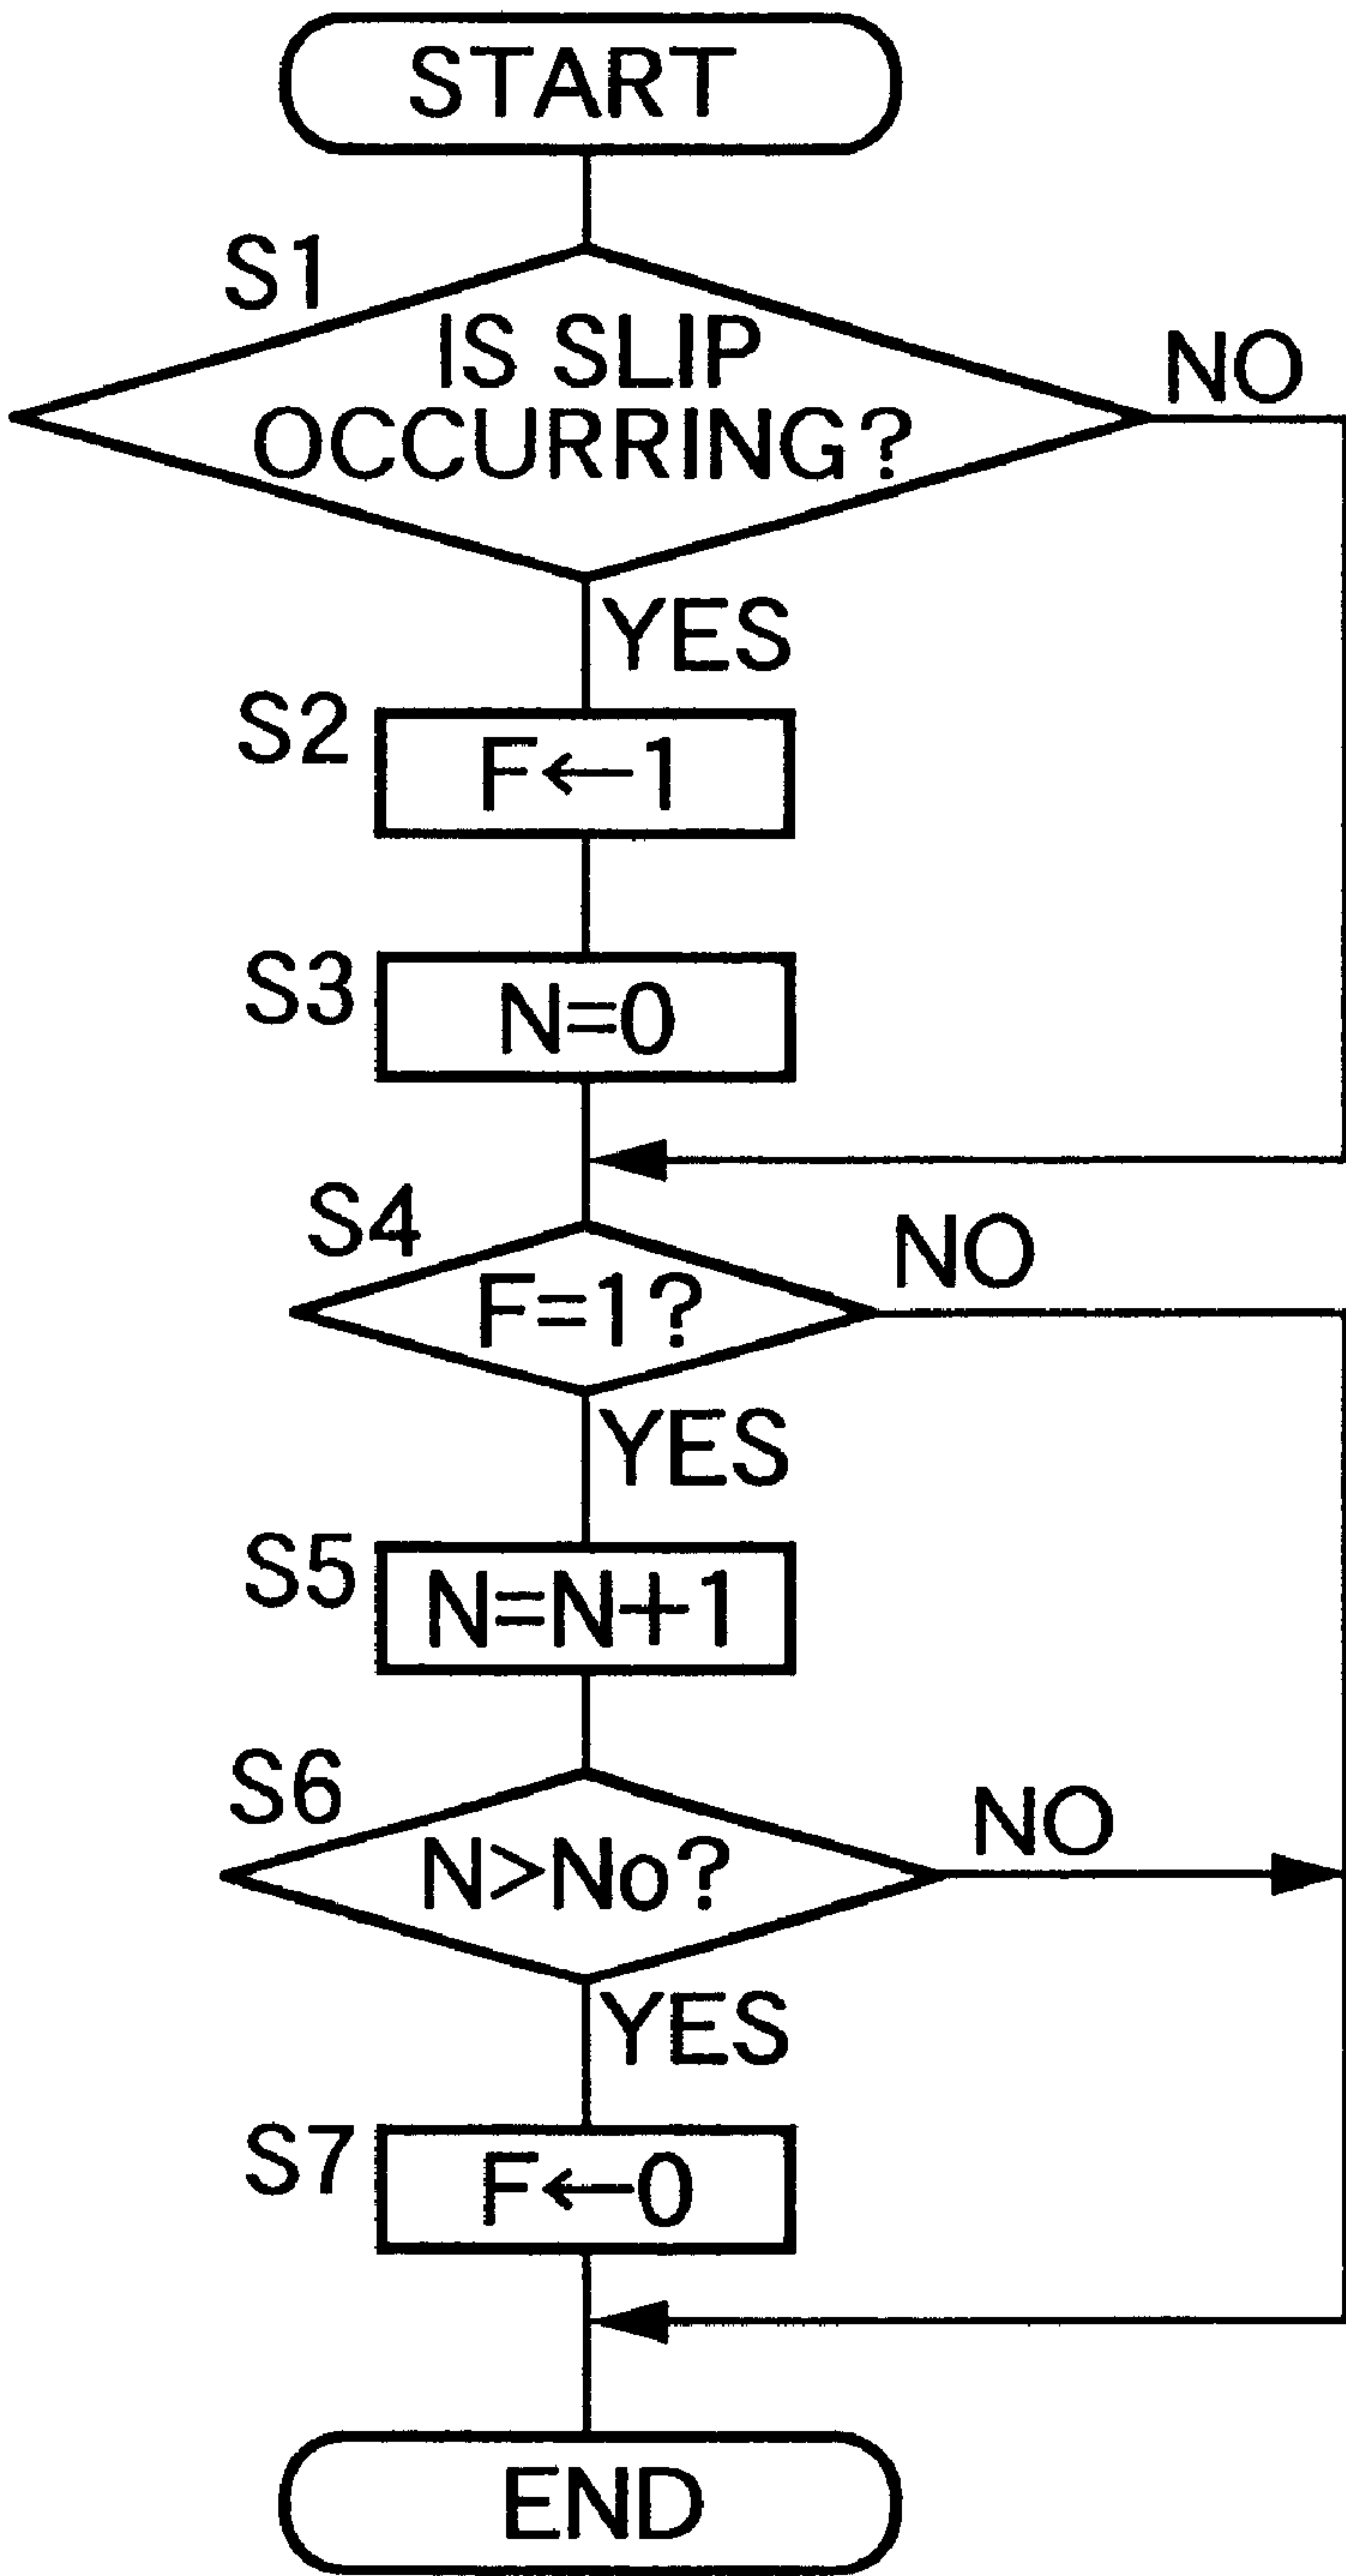 START
S1
IS SLIP
OCCURRING?
NO
YES
S2
F←1
S3
N=0
S4
F=1?
NO
YES
S5
N=N+1
S6
N>No?
NO
YES
S7
F←0
END